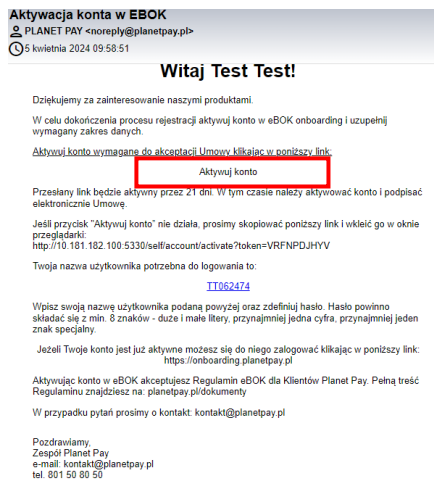 Aktywacja konta w EBOK
PLANET PAY <noreply@planetpay.pl>
5 kwietnia 2024 09:58:51
Witaj Test Test!
Dziękujemy za zainteresowanie naszymi produktami.
W celu dokończenia procesu rejestracji aktywuj konto w eBOK onboarding i uzupełnij
wymagany zakres danych.
Aktywuj konto wymagane do akceptacji Umowy klikając w poniższy link:
Aktywuj konto
Przesłany link będzie aktywny przez 21 dni. W tym czasie należy aktywować konto i podpisać
elektronicznie Umowę.
Jeśli przycisk "Aktywuj konto" nie działa, prosimy skopiować poniższy link i wkleić go w oknie
przeglądarki:
http://10.181.182.100:5330/self/account/activate?token=VRFNPDJHYV
Twoja nazwa użytkownika potrzebna do logowania to:
TT062474
Wpisz swoją nazwę użytkownika podaną powyżej oraz zdefiniuj hasło. Hasło powinno
składać się z min. 8 znaków - duże i małe litery, przynajmniej jedna cyfra, przynajmniej jeden
znak specjalny.
Jeżeli Twoje konto jest już aktywne możesz się do niego zalogować klikając w poniższy link:
https://onboarding.planetpay.pl
Aktywując konto w eBOK akceptujesz Regulamin eBOK dla Klientów Planet Pay. Pełną treść
Regulaminu znajdziesz na: planetpay.pl/dokumenty
W przypadku pytań prosimy o kontakt: kontakt@planetpay.pl
Pozdrawiamy,
Zespół Planet Pay
e-mail: kontakt@planetpay.pl
tel. 801 50 80 50